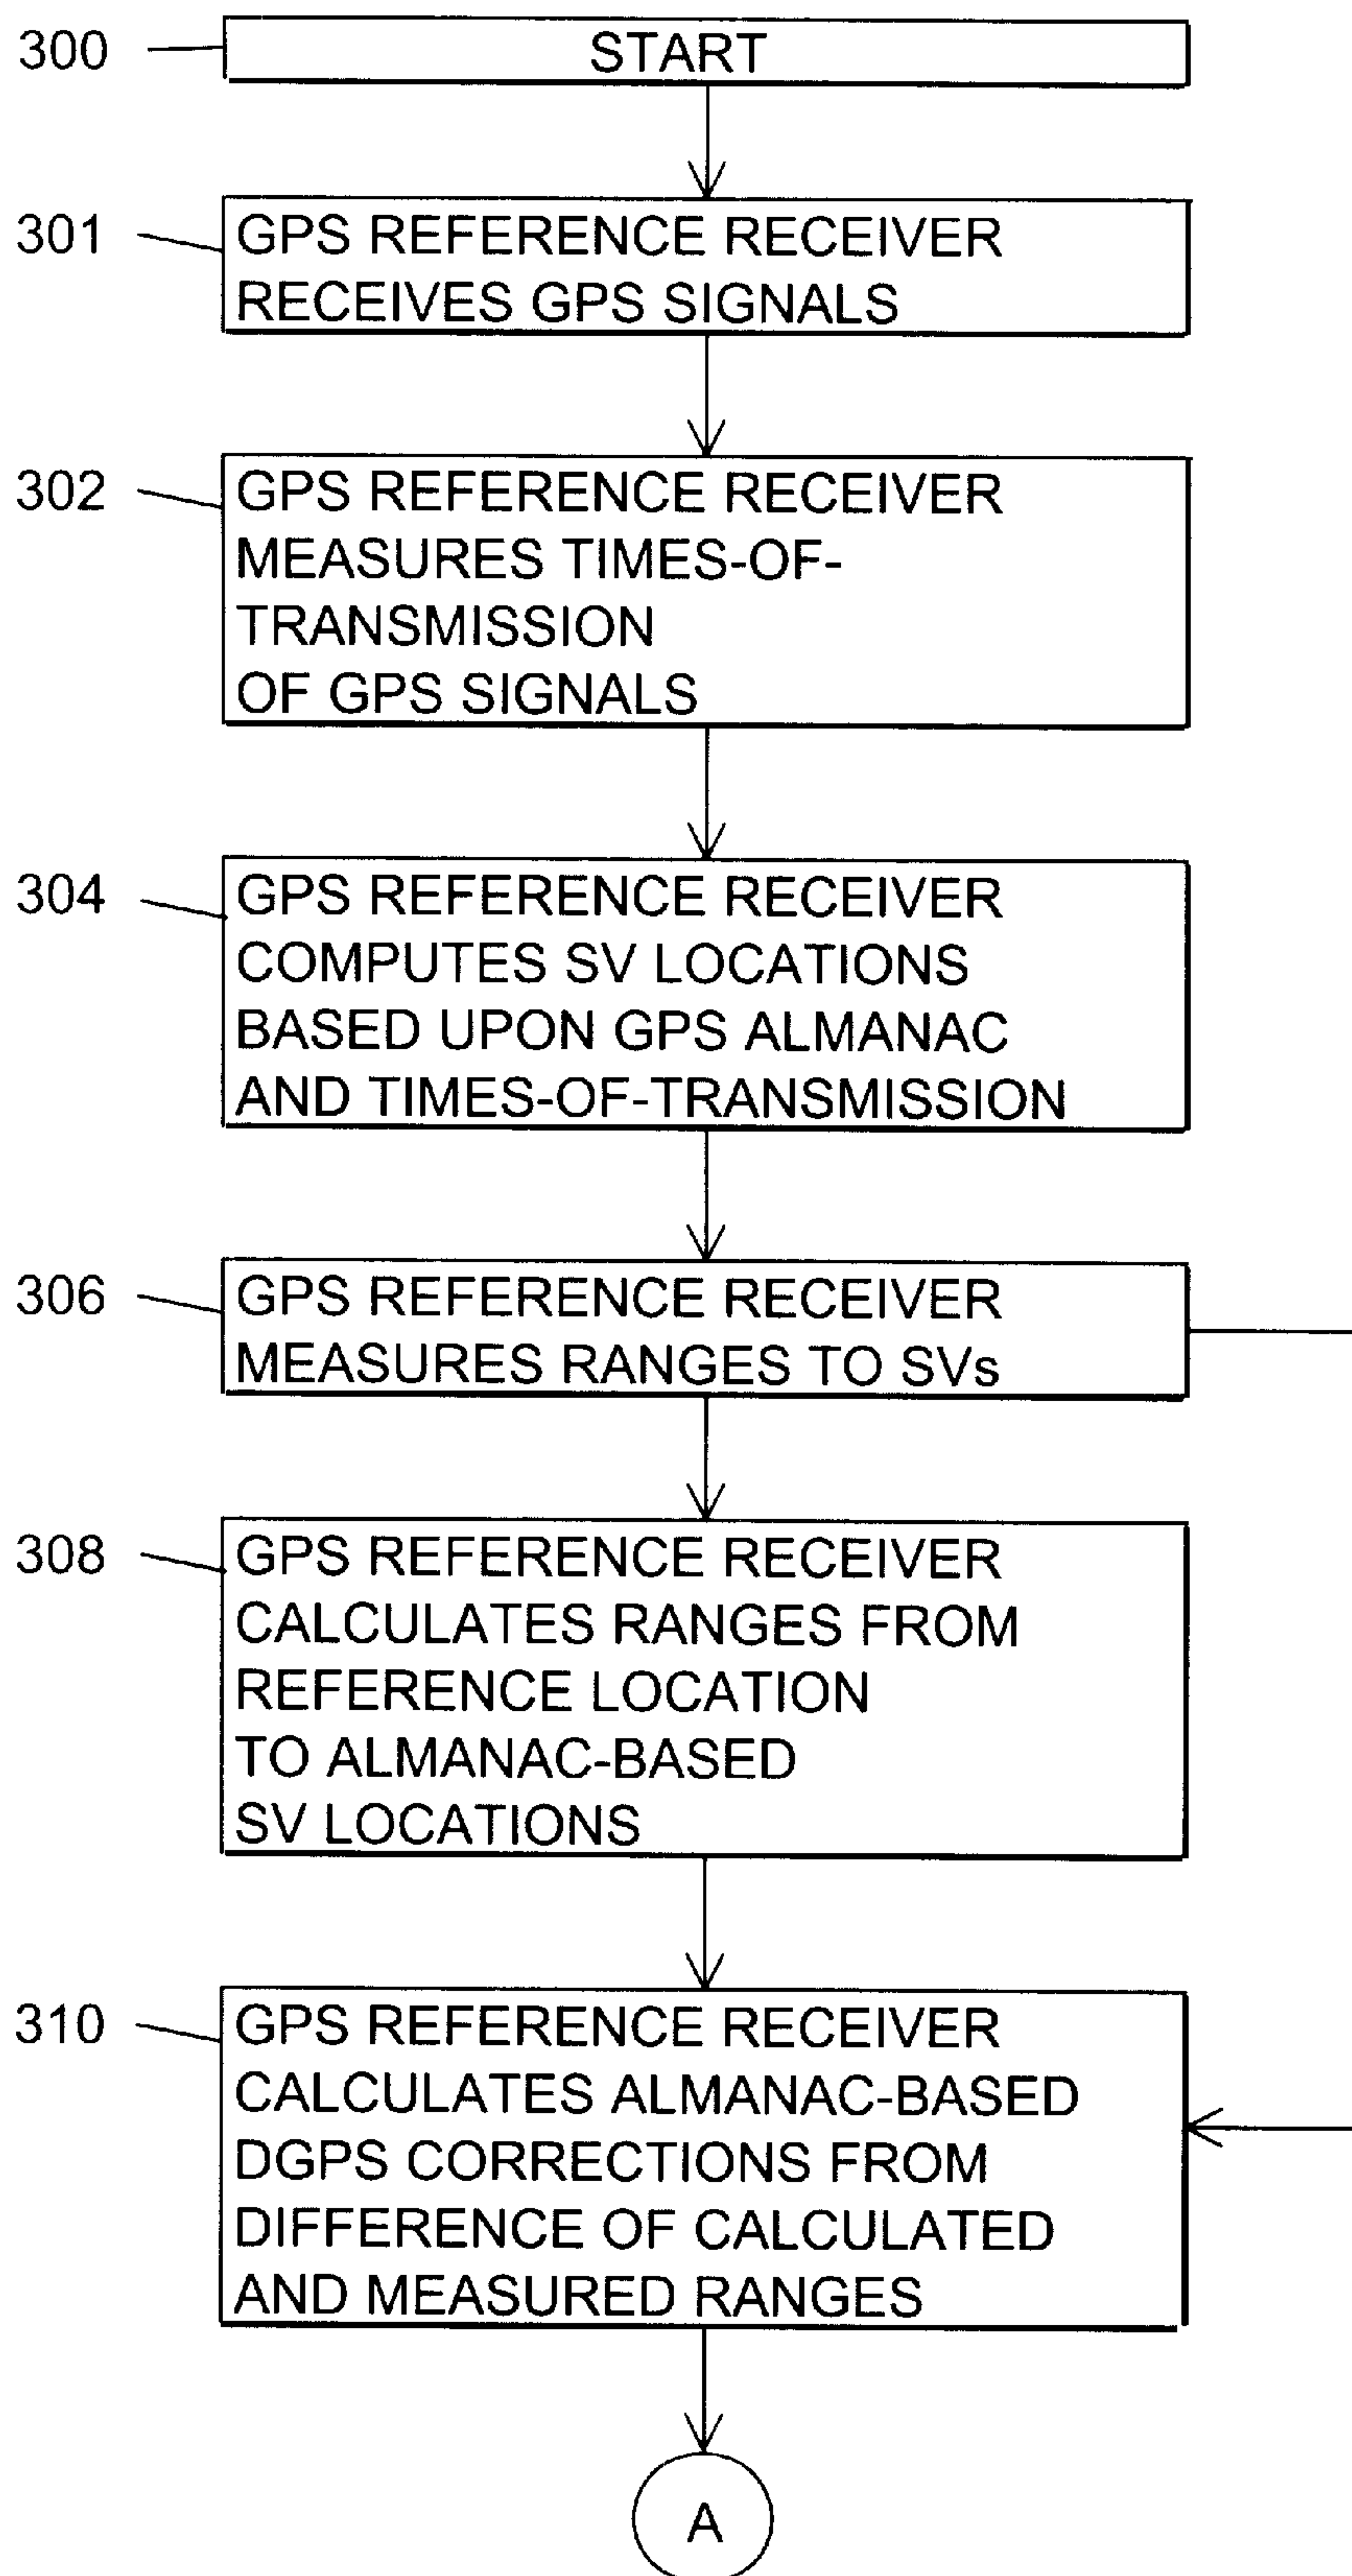 300
START
301
GPS REFERENCE RECEIVER
RECEIVES GPS SIGNALS
302
GPS REFERENCE RECEIVER
MEASURES TIMES-OF-
TRANSMISSION
OF GPS SIGNALS
304
GPS REFERENCE RECEIVER
COMPUTES SV LOCATIONS
BASED UPON GPS ALMANAC
AND TIMES-OF-TRANSMISSION
306
GPS REFERENCE RECEIVER
MEASURES RANGES TO SVs
308
GPS REFERENCE RECEIVER
CALCULATES RANGES FROM
REFERENCE LOCATION
TO ALMANAC-BASED
SV LOCATIONS
310
GPS REFERENCE RECEIVER
CALCULATES ALMANAC-BASED
DGPS CORRECTIONS FROM
DIFFERENCE OF CALCULATED
AND MEASURED RANGES
A